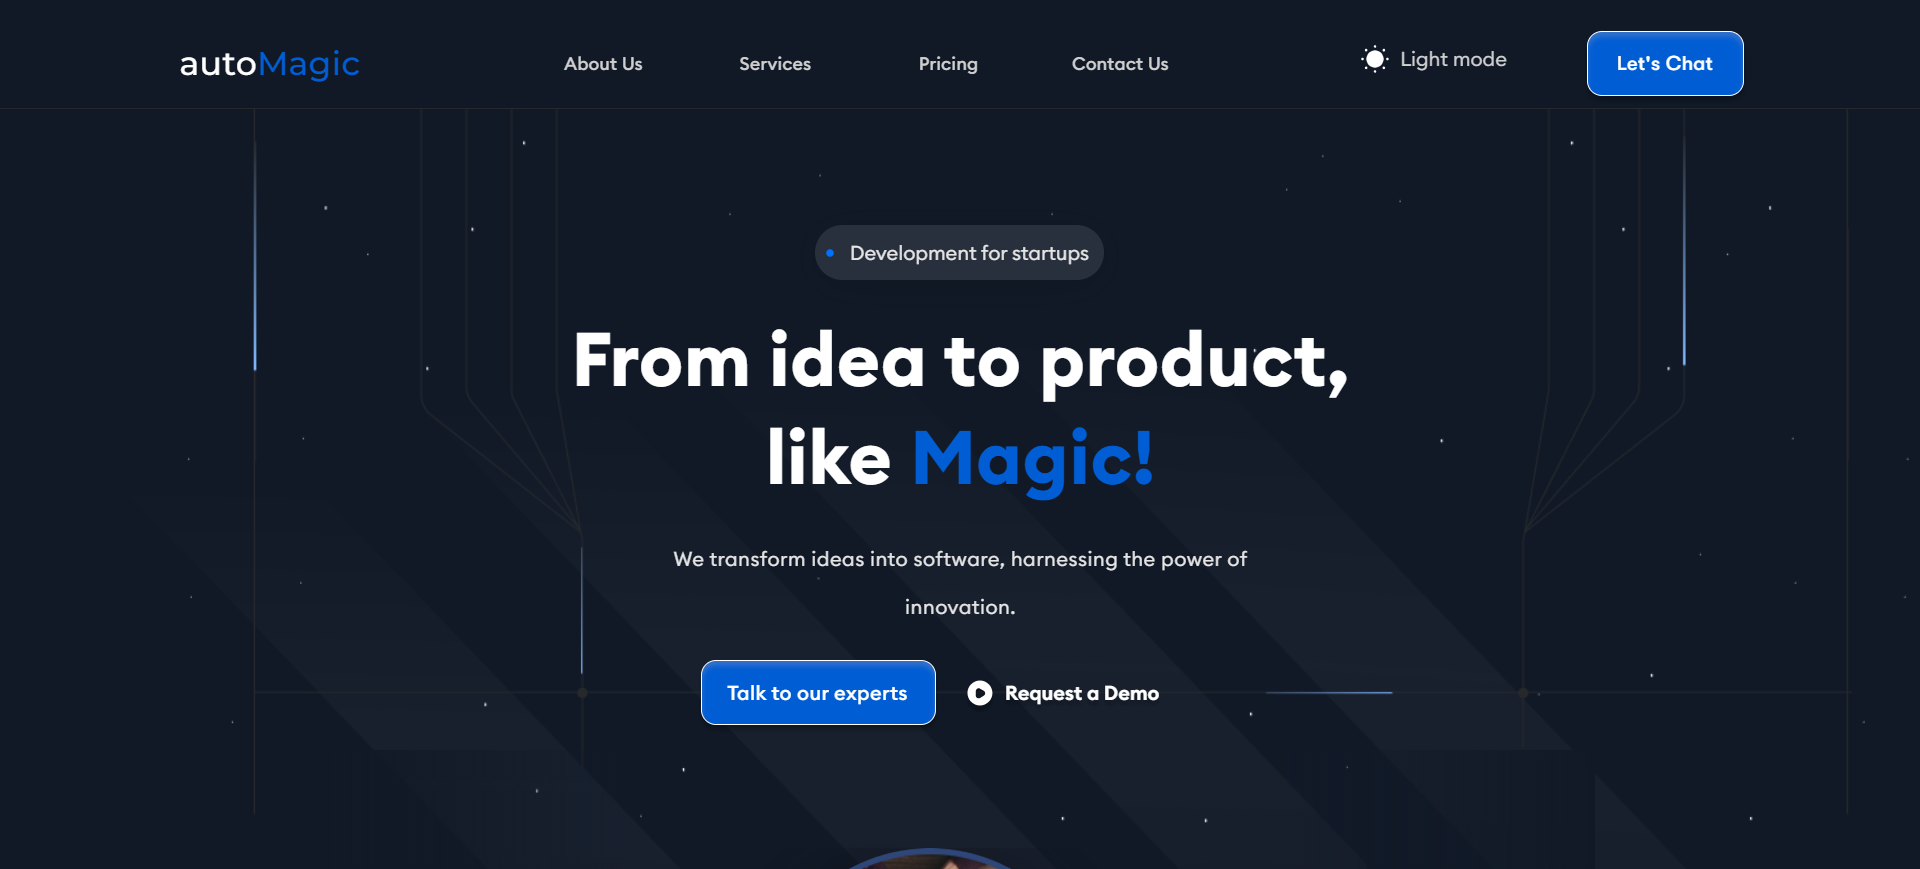 autoMagic
About Us
Services
Pricing
Contact Us
Light mode
Let's Chat
Development for startups
From idea to product,
like Magic!
We transform ideas into software, harnessing the power of
innovation.
Talk to our experts
Request a Demo